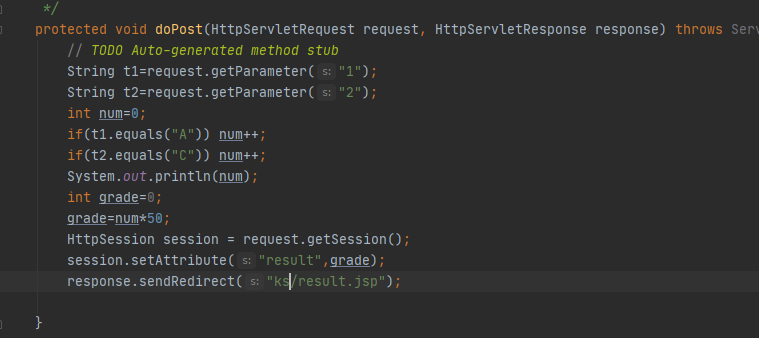 */
protected void doPost(HttpServletRequest request, HttpServletResponse response) throws Serv
// TODO Auto-generated method stub
String t1=request.getParameter( s: "1");
String t2=request.getParameter( s: "2");
int num=0;
if(t1.equals("A")) num++;
if(t2.equals("C")) num++;
System.out.println(num);
int grade=0;
grade=num*50;
HttpSession session = request.getSession();
session.setAttribute( s: "result",grade);
response.sendRedirect( s: "ks/result.jsp");
}